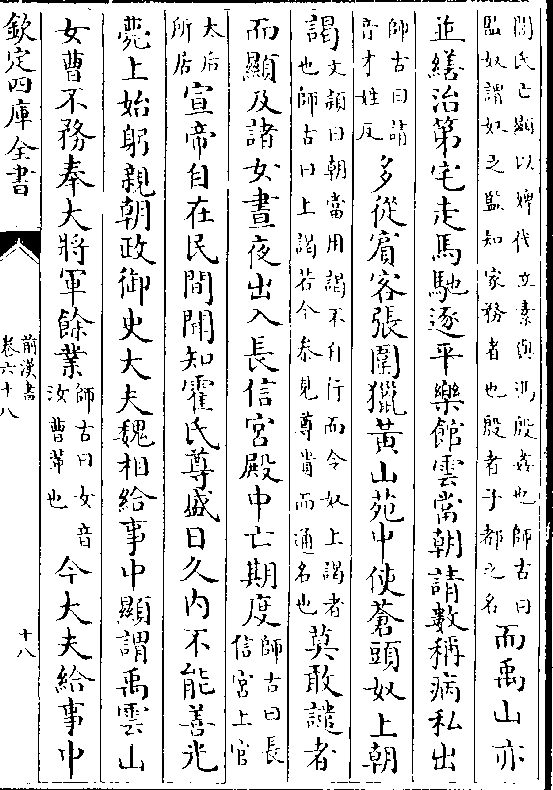 闗氏亡顯以婢代立素與馮殷姦也師古曰
監奴謂奴之監知家務者也殷者子都之名
而禹山亦
並繕治第宅走馬馳逐平樂館雲當朝請數稱病私出
師古曰請
音才姓反
多從賓客張圍獵黃山苑中使蒼頭奴上朝
謁
文頴曰朝當用謁不自行而令奴上謁者
也師古曰上謁若今參見尊貴而通名也
莫敢譴者
而顯及諸女晝夜出入長信宮殿中亡期度
師古曰長
信宮上官
太后
所居
宣帝自在民間聞知霍氏尊盛日久內不能善光
薨上始躬親朝政御史大夫魏相給事中顯謂禹雲山
女曹不務奉大將軍餘業
師古曰女音
汝曹輩也
今大夫給事中
欽定四庫全書
前漢書
卷六十八
十八